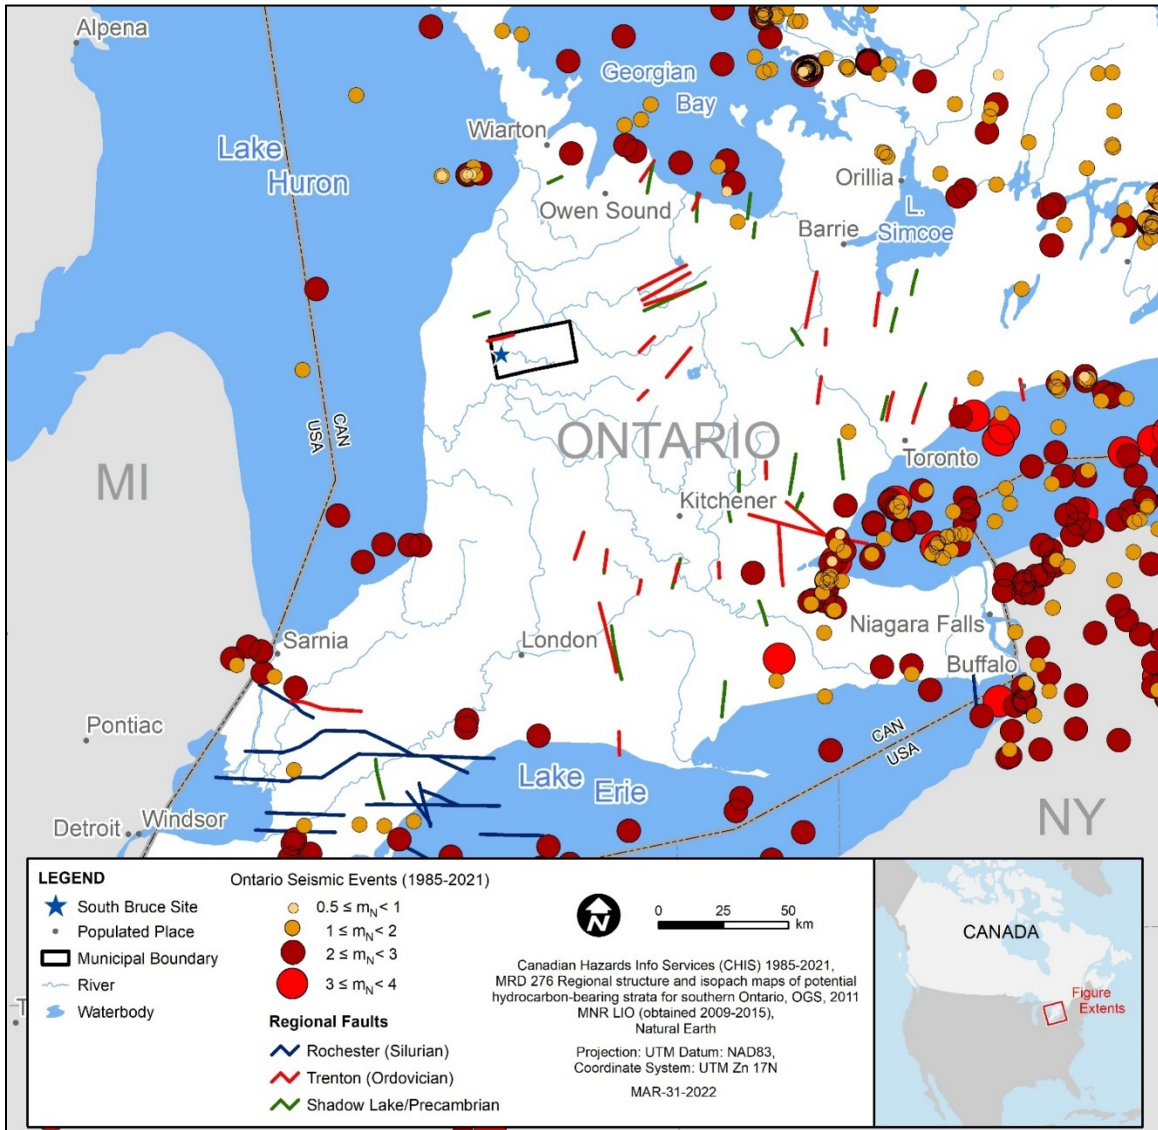 Alpena
Georgian
Bay
Wiarton
Lake
Huron
Orillia
Owen Sound
L.
Simcoe
Barrie
CAN
USA
ONTARIO
MI
Toronto
Kitchener
Niagara Falls
Sarnia
London
Buffalo
Pontiac
CAN
USA
Lake Erie
NY
Detroit
Windsor
LEGEND
South Bruce Site
Populated Place
Municipal Boundary
River
Waterbody
Ontario Seismic Events (1985-2021)
0.5 ≤ mN< 1
1 ≤ mN< 2
2 ≤ mN< 3
3 ≤ mN< 4
Regional Faults
Rochester (Silurian)
Trenton (Ordovician)
Shadow Lake/Precambrian
N
0 25 50
km
Canadian Hazards Info Services (CHIS) 1985-2021,
MRD 276 Regional structure and isopach maps of potential
hydrocarbon-bearing strata for southern Ontario, OGS, 2011
MNR LIO (obtained 2009-2015),
Natural Earth
Projection: UTM Datum: NAD83,
Coordinate System: UTM Zn 17N
MAR-31-2022
CANADA
Figure
Extents